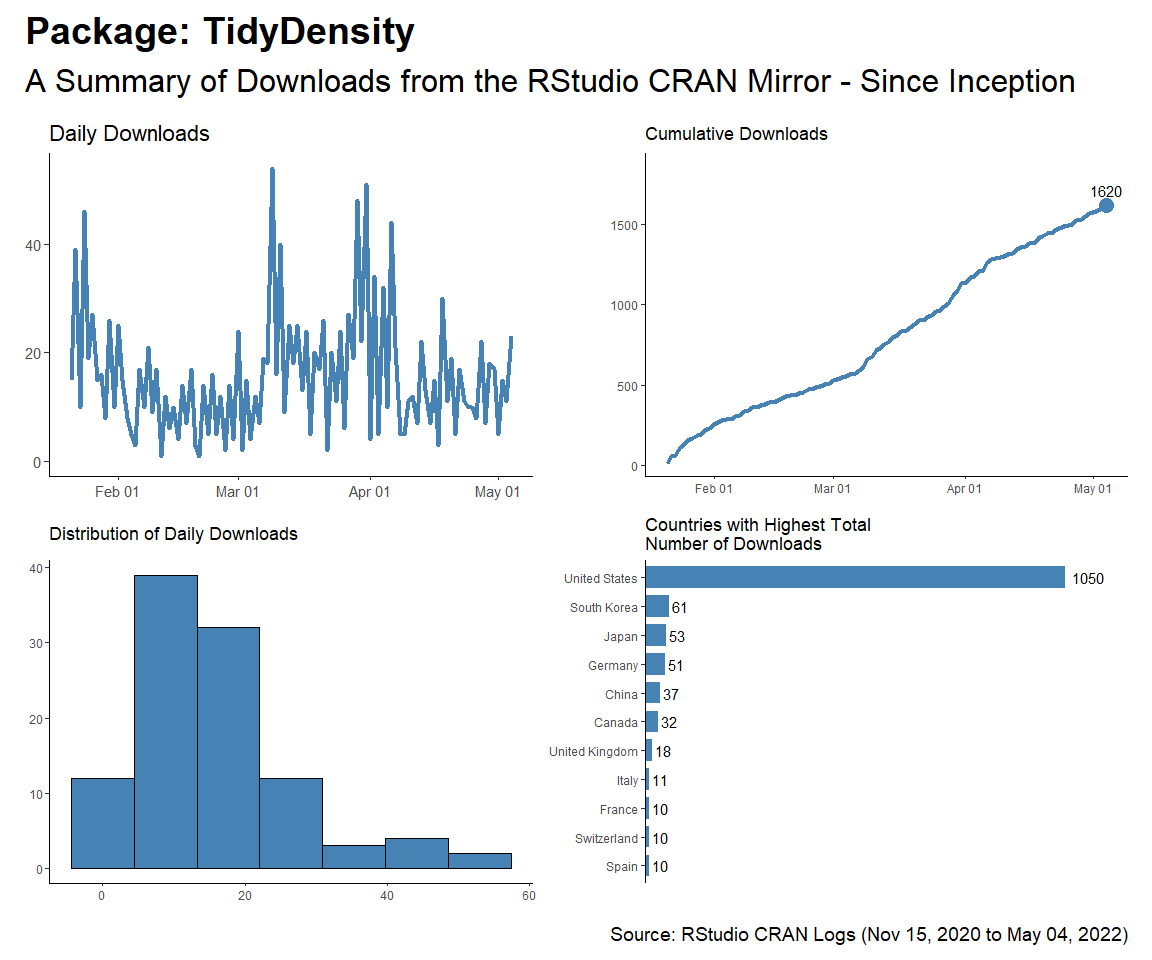 Package: TidyDensity
A Summary of Downloads from the RStudio CRAN Mirror - Since Inception
Daily Downloads
40
20
0
Feb 01
Mar 01
Apr 01
May 01
Cumulative Downloads
1620
1500
1000
500
0
Feb 01
Mar 01
Apr 01
May 01
Distribution of Daily Downloads
40
30
20
10
0
0
20
40
60
Countries with Highest Total
Number of Downloads
United States 1050
South Korea 61
Japan 53
Germany 51
China 37
Canada 32
United Kingdom 18
Italy 11
France 10
Switzerland 10
Spain 10
Source: RStudio CRAN Logs (Nov 15, 2020 to May 04, 2022)